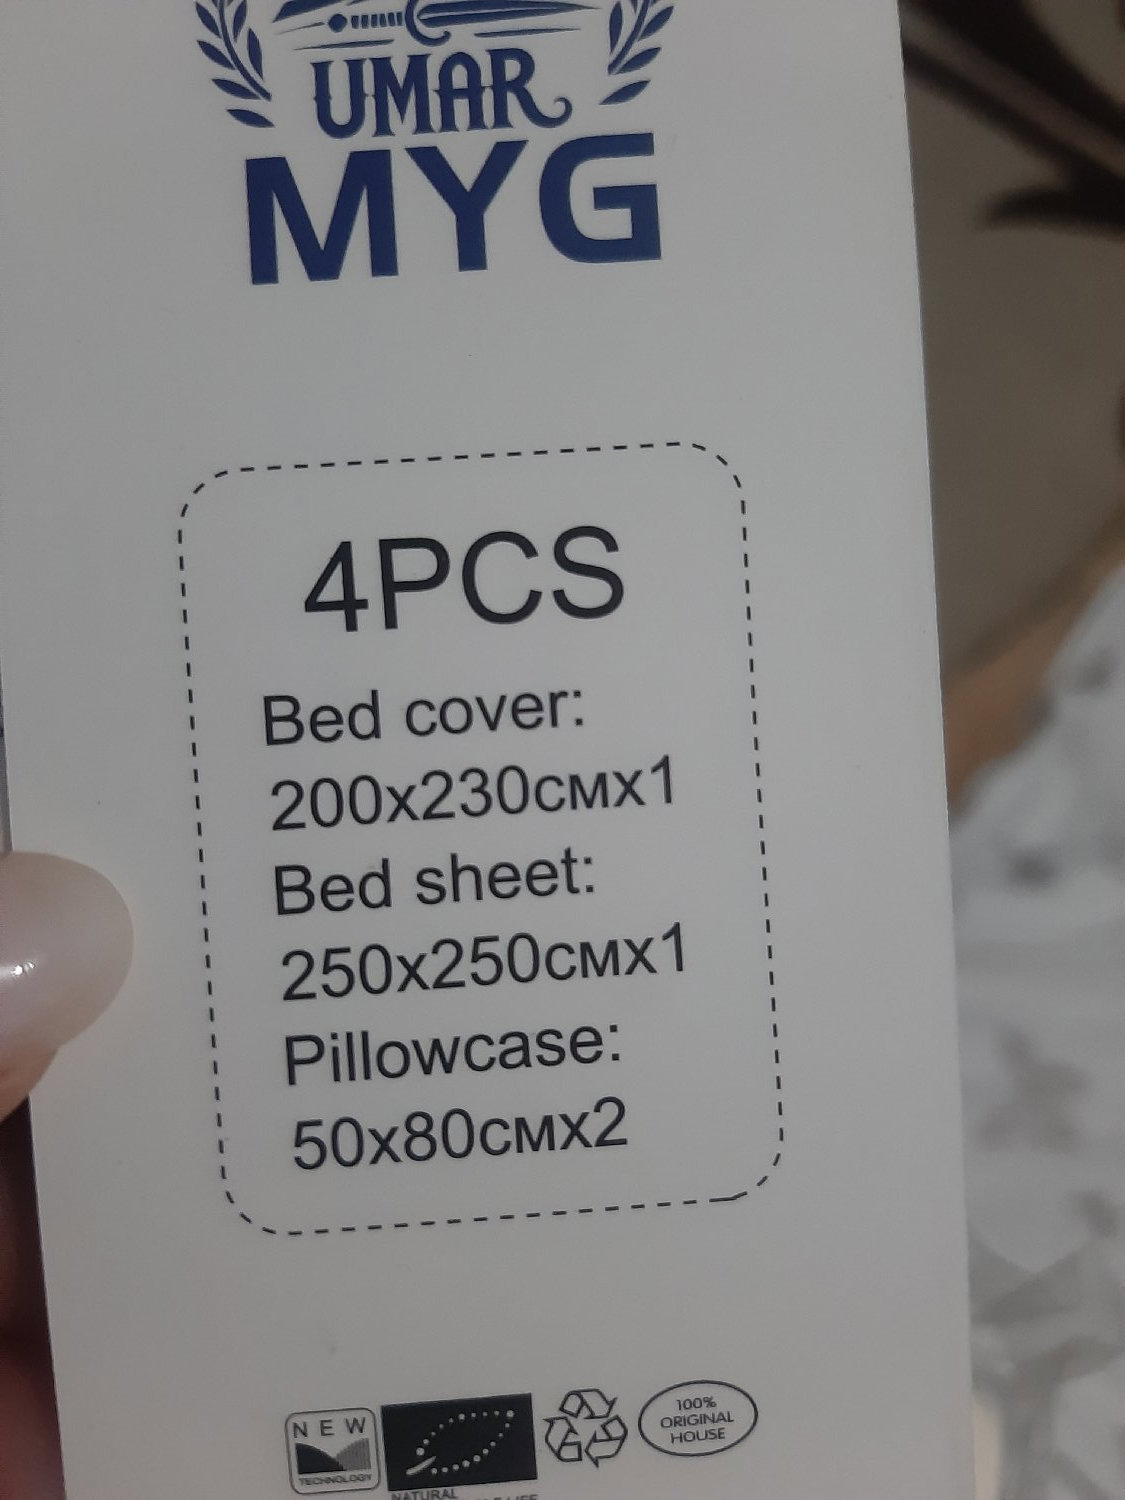 UMAR
MYG
4PCS
Bed cover:
200x230смx1
Bed sheet:
250x250смx1
Pillowcase:
50x80смx2
NEW
TECHNOLOGY
NATURAL
100%
ORIGINAL
HOUSE